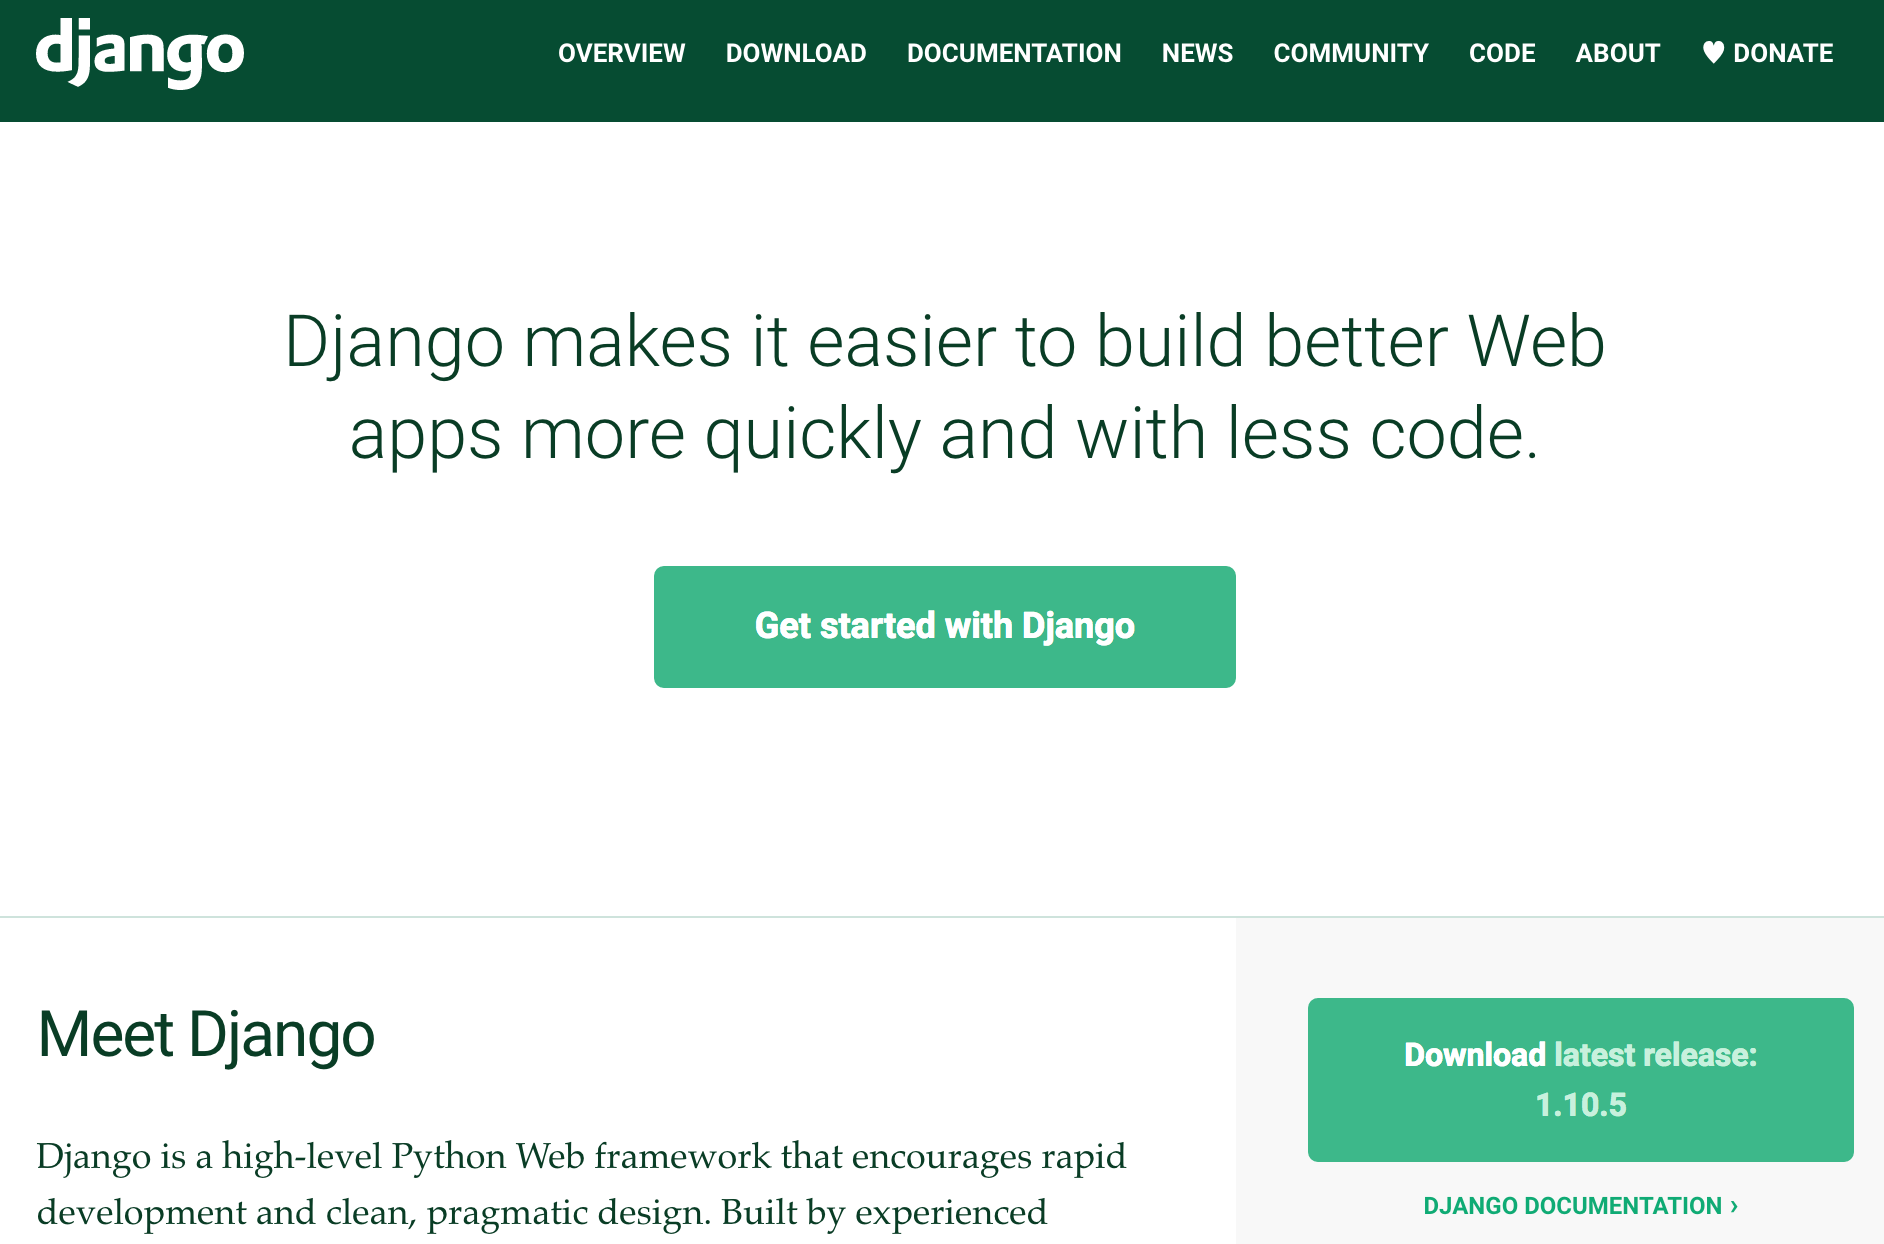 django
OVERVIEW DOWNLOAD DOCUMENTATION NEWS COMMUNITY CODE ABOUT ♥ DONATE
Django makes it easier to build better Web
apps more quickly and with less code.
Get started with Django
Meet Django
Django is a high-level Python Web framework that encourages rapid
development and clean, pragmatic design. Built by experienced
Download latest release:
1.10.5
DJANGO DOCUMENTATION ›